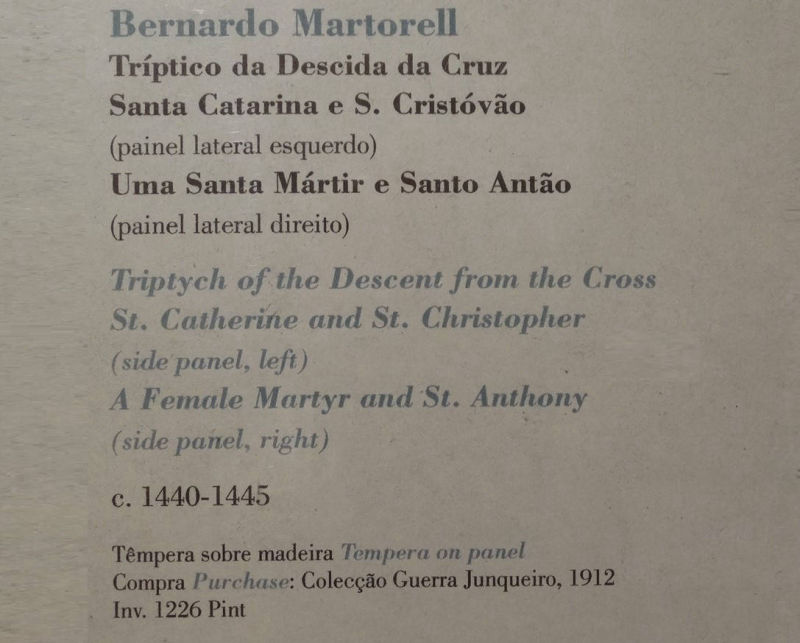 Bernardo Martorell
Tríptico da Descida da Cruz
Santa Catarina e S. Cristóvão
(painel lateral esquerdo)
Uma Santa Mártir e Santo Antão
(painel lateral direito)
Triptych of the Descent from the Cross
St. Catherine and St. Christopher
(side panel, left)
A Female Martyr and St. Anthony
(side panel, right)
c. 1440-1445
Têmpera sobre madeira Tempera on panel
Compra Purchase: Colecção Guerra Junqueiro, 1912
Inv. 1226 Pint